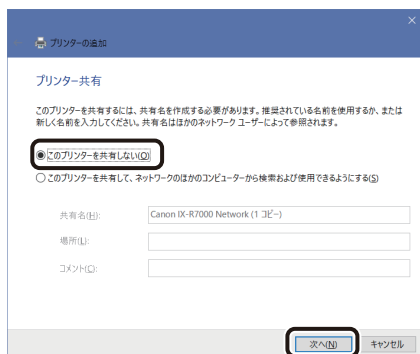 プリンターの追加
プリンター共有
このプリンターを共有するには、共有名を作成する必要があります。推奨されている名前を使用するか、または
新しく名前を入力してください。共有名はほかのネットワーク ユーザーによって参照されます。
このプリンターを共有しない(O)
このプリンターを共有して、ネットワークのほかのコンピューターから検索および使用できるようにする(S)
共有名(H): Canon IX-R7000 Network (1 コピー)
場所(L):
コメント(C):
次へ(N) キャンセル